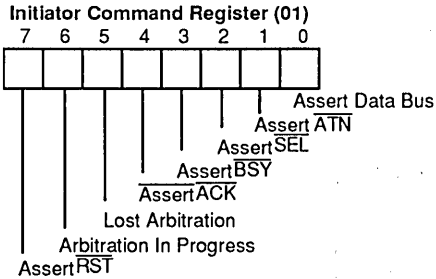 Initiator Command Register (01)
7 6 5 4 3 2 1 0
Assert Data Bus
Assert ATN
Assert SEL
Assert BSY
Assert ACK
Lost Arbitration
Arbitration In Progress
Assert RST